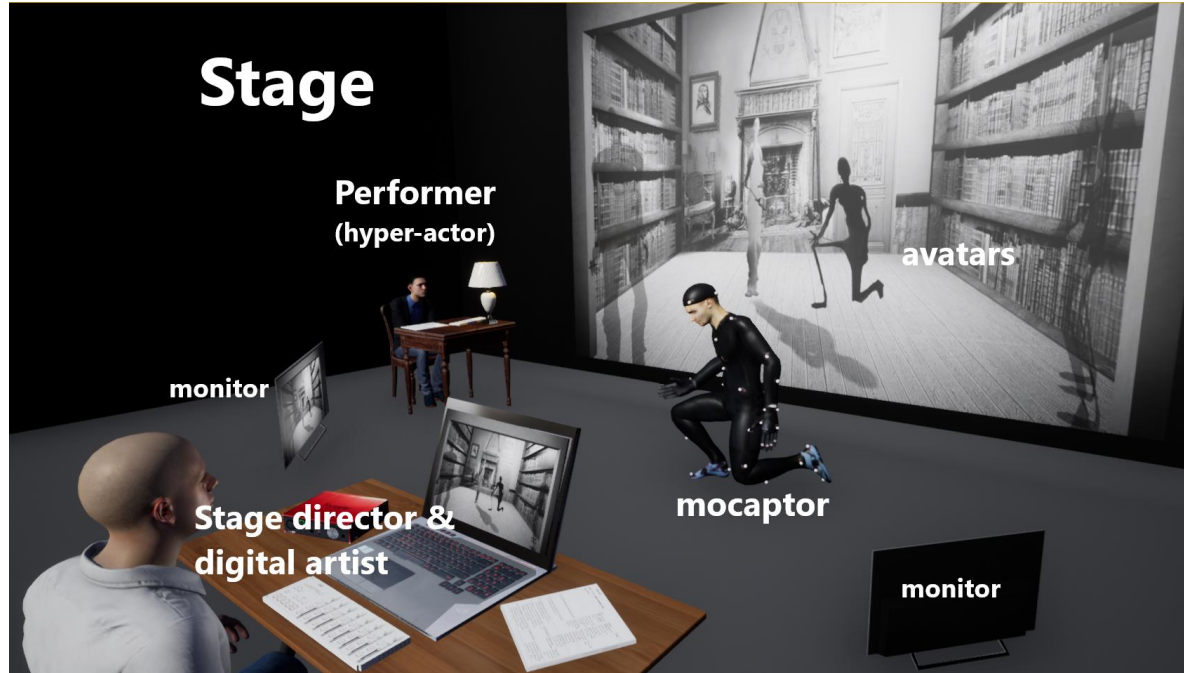 Stage
Performer
(hyper-actor)
avatars
monitor
mocaptor
Stage director &
digital artist
monitor